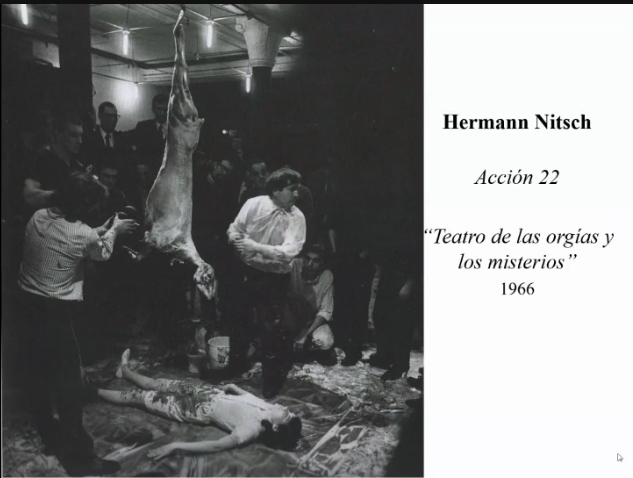 Hermann Nitsch
Acción 22
“Teatro de las orgías y
los misterios”
1966